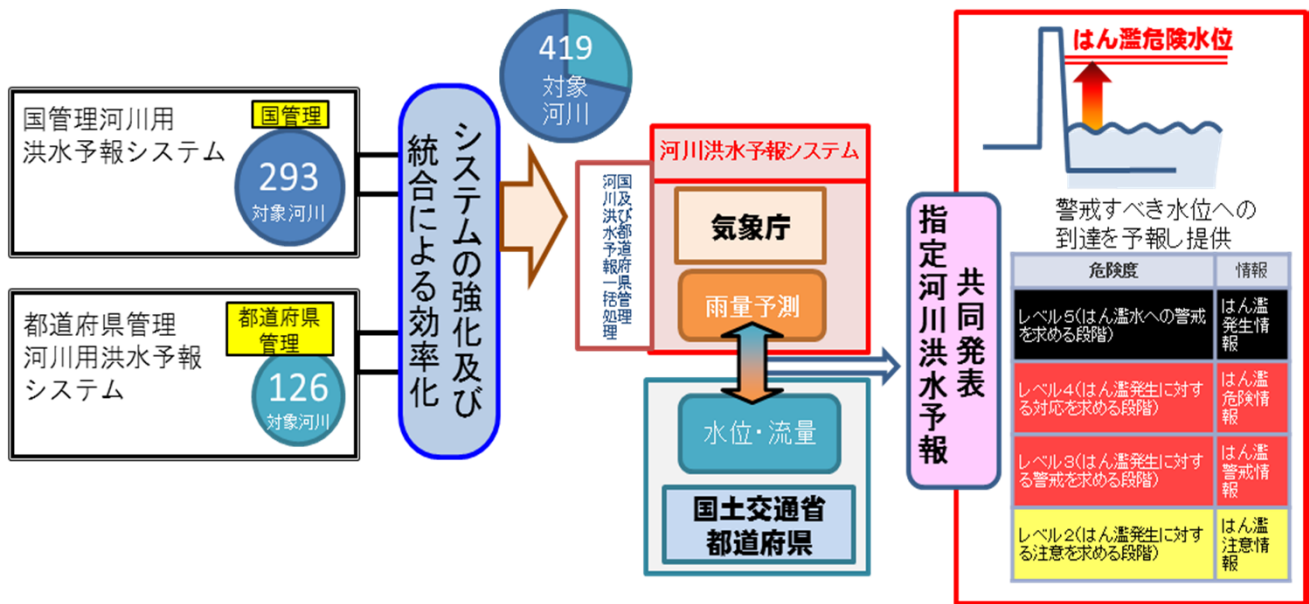 国管理河川用
洪水予報システム
国管理
293
対象河川
都道府県管理
河川用洪水予報
システム
都道府県
管理
126
対象河川
システムの強化及び
統合による効率化
419
対象
河川
国及び都道府県管理
河川洪水予報一括処理
河川洪水予報システム
気象庁
雨量予測
水位・流量
国土交通省
都道府県
共同発表
指定河川洪水予報
はん濫危険水位
警戒すべき水位への
到達を予報し提供
危険度
情報
レベル5(はん濫水への警戒
を求める段階)
はん濫
発生情
報
レベル4(はん濫発生に対す
る対応を求める段階)
はん濫
危険情
報
レベル3(はん濫発生に対す
る警戒を求める段階)
はん濫
警戒情
報
レベル2(はん濫発生に対す
る注意を求める段階)
はん濫
注意情
報